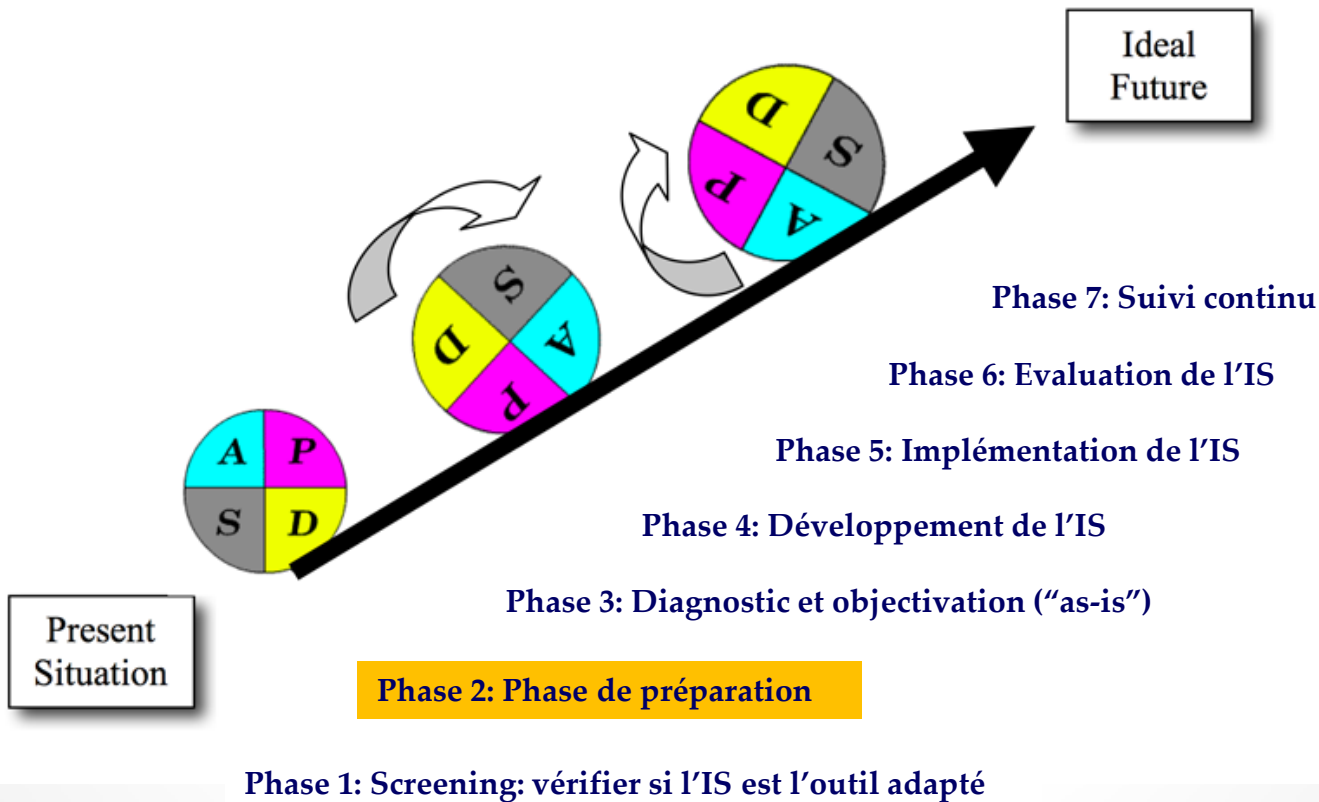 Ideal
Future
D
S
P
A
S
D
A
P
Phase 7: Suivi continu
Phase 6: Evaluation de l'IS
A
P
S
D
Phase 5: Implémentation de l'IS
Phase 4: Développement de l'IS
Phase 3: Diagnostic et objectivation (“as-is”)
Present
Situation
Phase 2: Phase de préparation
Phase 1: Screening: vérifier si l'IS est l'outil adapté